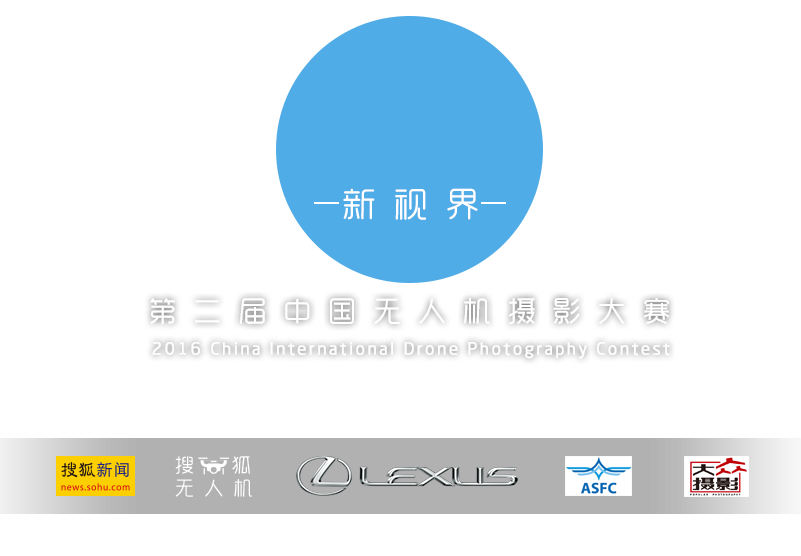 新视界
第二届中国无人机摄影大赛
2016 China International Drone Photography Contest
搜狐新闻
news.sohu.com
搜狐
无人机
LEXUS
ASFC
大众
摄影
POPULAR PHOTOGRAPHY